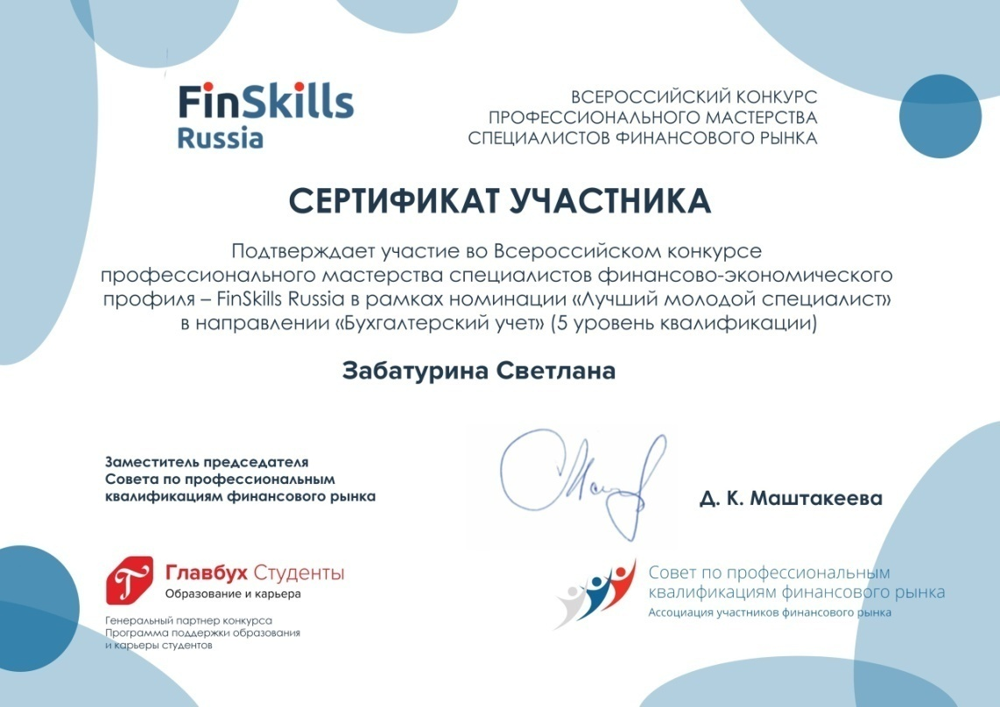 FinSkills
Russia
ВСЕРОССИЙСКИЙ КОНКУРС
ПРОФЕССИОНАЛЬНОГО МАСТЕРСТВА
СПЕЦИАЛИСТОВ ФИНАНСОВОГО РЫНКА
СЕРТИФИКАТ УЧАСТНИКА
Подтверждает участие во Всероссийском конкурсе
профессионального мастерства специалистов финансово-экономического
профиля – FinSkills Russia в рамках номинации «Лучший молодой специалист»
в направлении «Бухгалтерский учет» (5 уровень квалификации)
Забатурина Светлана
Заместитель председателя
Совета по профессиональным
квалификациям финансового рынка
Д. К. Маштакеева
Главбух Студенты
Образование и карьера
Генеральный партнер конкурса
Программа поддержки образования
и карьеры студентов
Совет по профессиональным
квалификациям финансового рынка
Ассоциация участников финансового рынка